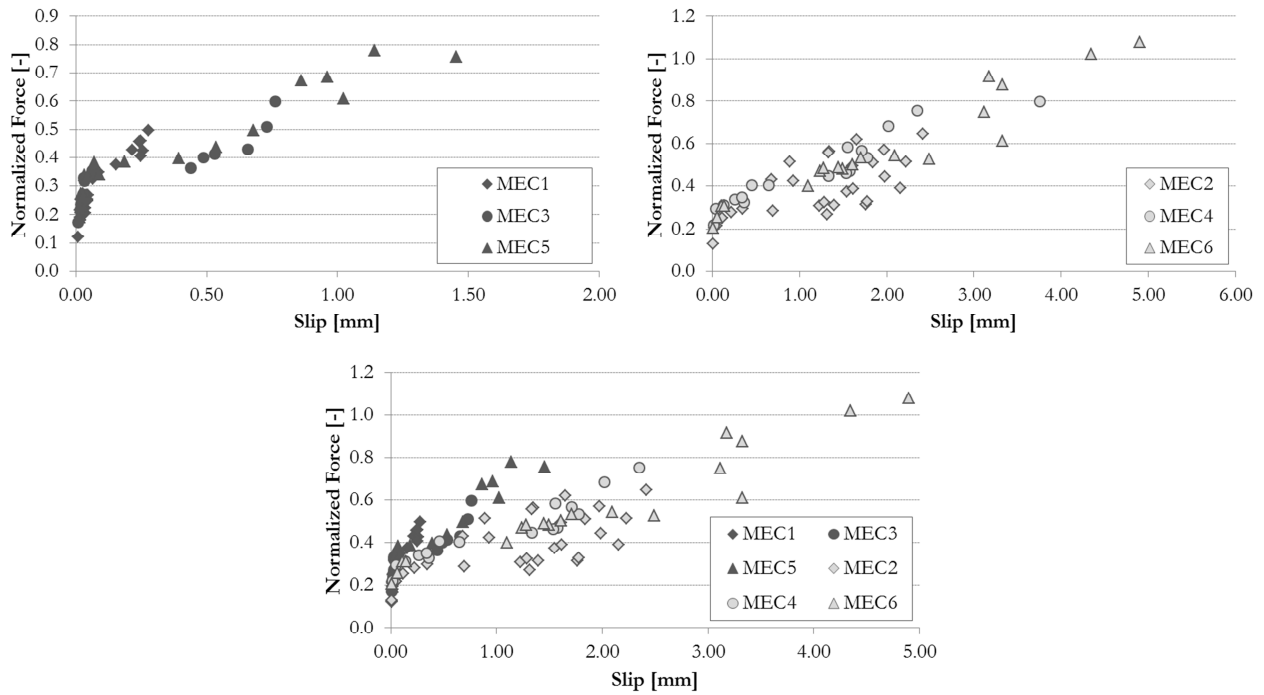 Normalized Force [-]
0.9
0.8
0.7
0.6
0.5
0.4
0.3
0.2
0.1
0.0
0.00 0.50 1.00 1.50 2.00
Slip [mm]
MEC1
MEC3
MEC5
Normalized Force [-]
1.2
1.0
0.8
0.6
0.4
0.2
0.0
0.00 1.00 2.00 3.00 4.00 5.00 6.00
Slip [mm]
MEC2
MEC4
MEC6
Normalized Force [-]
1.2
1.0
0.8
0.6
0.4
0.2
0.0
0.00 1.00 2.00 3.00 4.00 5.00
Slip [mm]
MEC1 MEC3
MEC5 MEC2
MEC4 MEC6